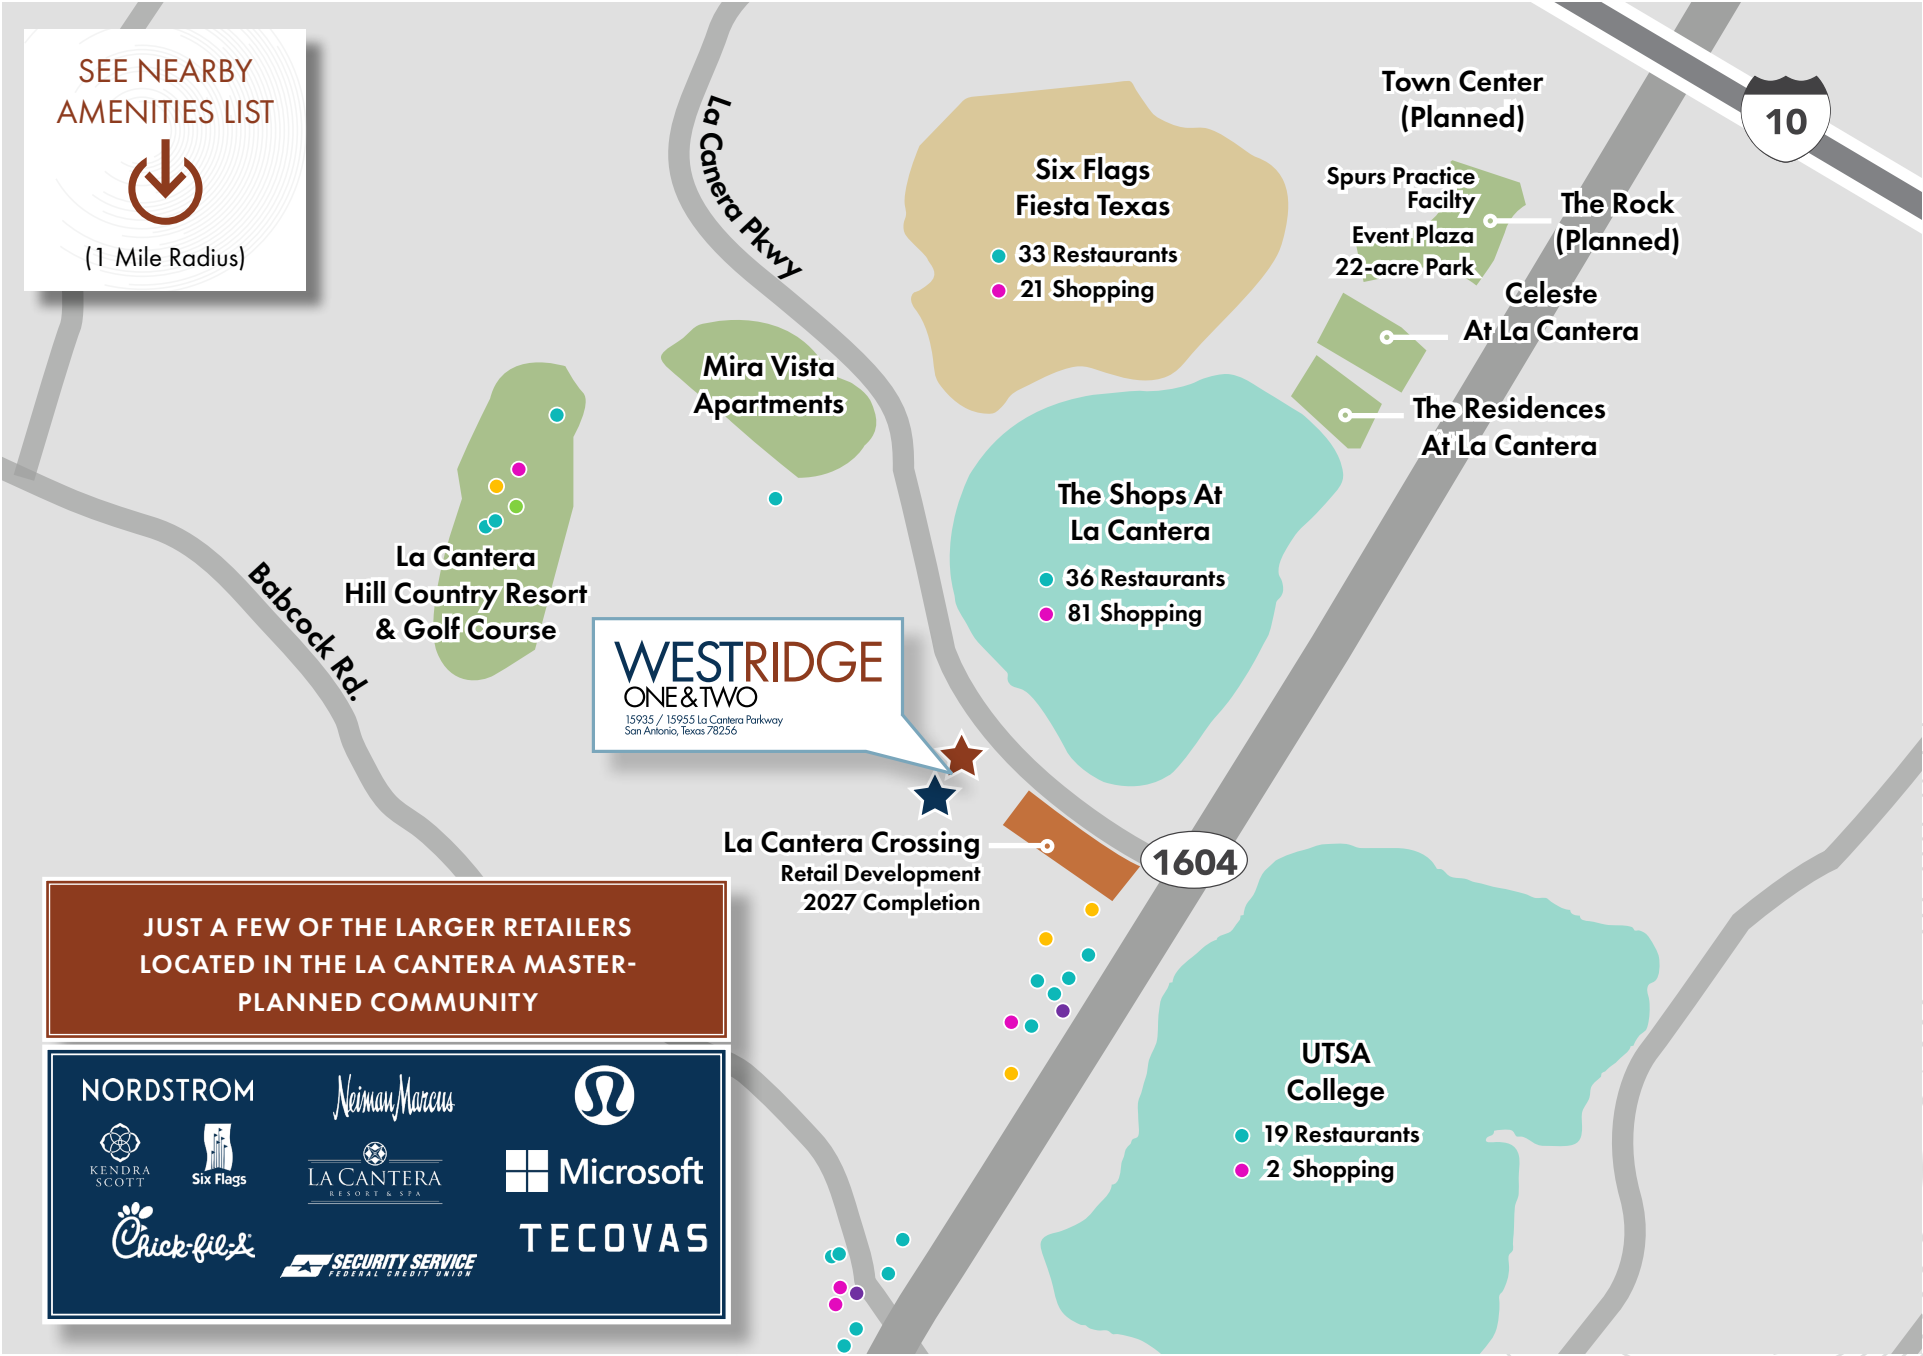 SEE NEARBY
AMENITIES LIST
(1 Mile Radius)
La Canera Pkwy
Six Flags
Fiesta Texas
33 Restaurants
21 Shopping
Town Center
(Planned)
10
Spurs Practice
Facilty
Event Plaza
22-acre Park
The Rock
(Planned)
Celeste
At La Cantera
The Residences
At La Cantera
Mira Vista
Apartments
The Shops At
La Cantera
36 Restaurants
81 Shopping
La Cantera
Hill Country Resort
& Golf Course
Babcock Rd.
WESTRIDGE
ONE & TWO
15935 / 15955 La Cantera Parkway
San Antonio, Texas 78256
La Cantera Crossing
Retail Development
2027 Completion
1604
UTSA
College
19 Restaurants
2 Shopping
JUST A FEW OF THE LARGER RETAILERS
LOCATED IN THE LA CANTERA MASTER-
PLANNED COMMUNITY
NORDSTROM
Neiman Marcus
KENDRA
SCOTT
Six Flags
LA CANTERA
RESORT & SPA
Microsoft
Chick-fil-A
SECURITY SERVICE
FEDERAL CREDIT UNION
TECOVAS